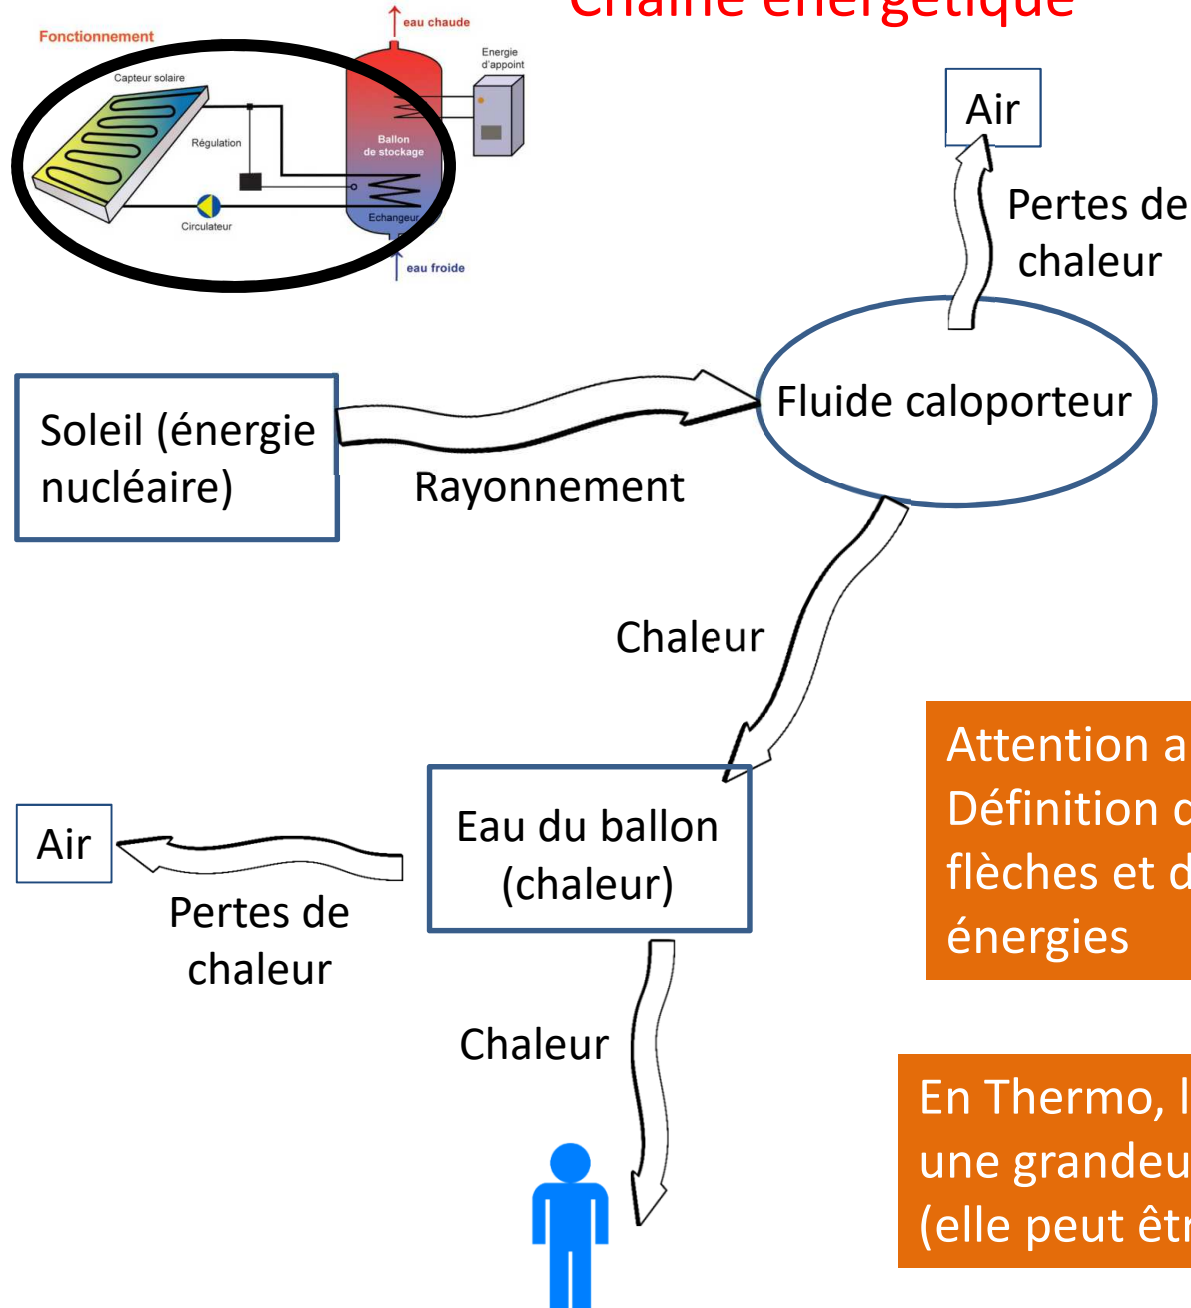 Chaîne énergétique
Fonctionnement
eau chaude
Energie
d'appoint
Capteur solaire
Régulation
Ballon
de stockage
Circulateur
Echangeur
eau froide
Air
Pertes de
chaleur
Soleil (énergie
nucléaire)
Rayonnement
Fluide caloporteur
Chaleur
Attention a
Définition d
flèches et d
énergies
Eau du ballon
(chaleur)
Air
Pertes de
chaleur
Chaleur
En Thermo, l
une grandeu
(elle peut êtr